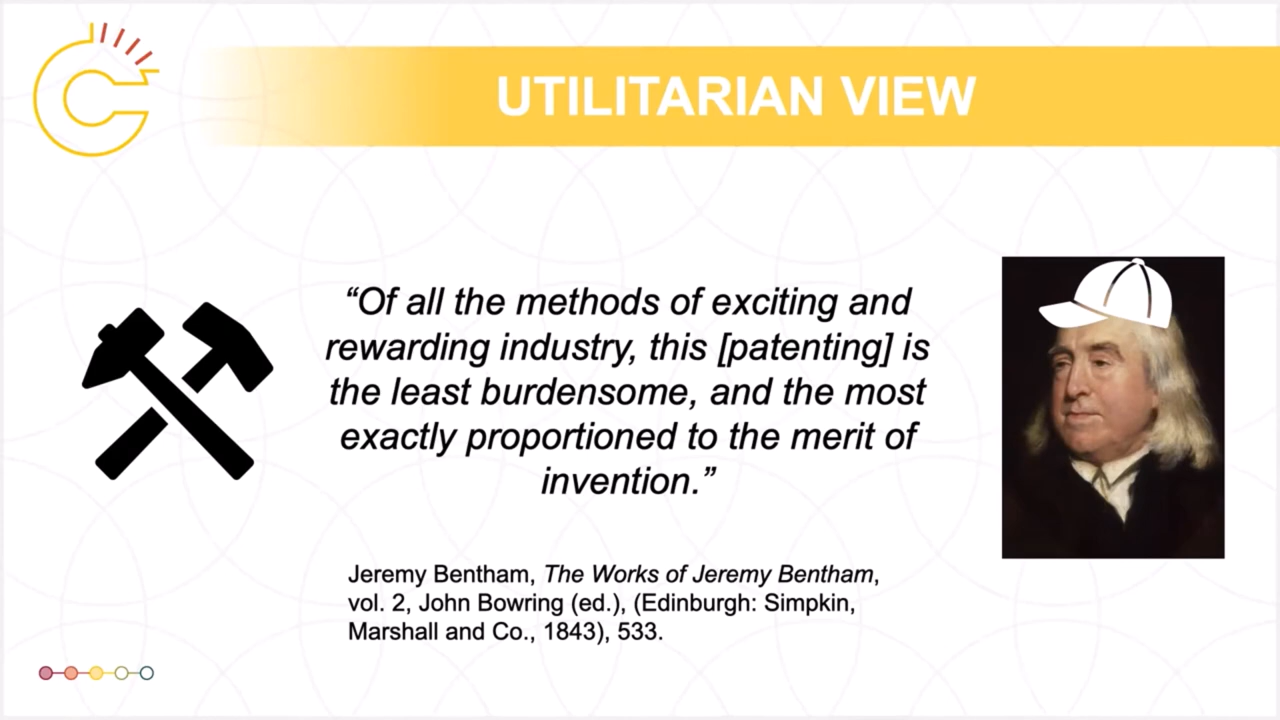 UTILITARIAN VIEW
“Of all the methods of exciting and
rewarding industry, this [patenting] is
the least burdensome, and the most
exactly proportioned to the merit of
invention.”
Jeremy Bentham, The Works of Jeremy Bentham,
vol. 2, John Bowring (ed.), (Edinburgh: Simpkin,
Marshall and Co., 1843), 533.